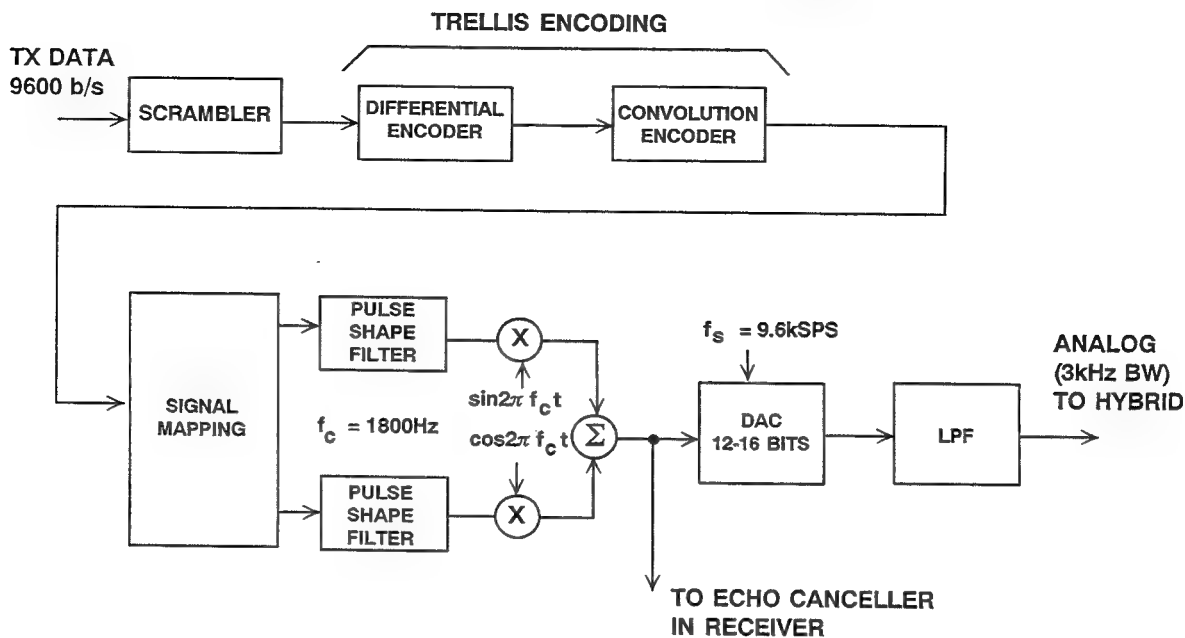 TRELLIS ENCODING
TX DATA
9600 b/s
SCRAMBLER
DIFFERENTIAL
ENCODER
CONVOLUTION
ENCODER
SIGNAL
MAPPING
PULSE
SHAPE
FILTER
X
sin2π f_c t
f_c = 1800Hz
cos2π f_c t
Σ
PULSE
SHAPE
FILTER
X
f_s = 9.6kSPS
DAC
12-16 BITS
LPF
ANALOG
(3kHz BW)
TO HYBRID
TO ECHO CANCELLER
IN RECEIVER